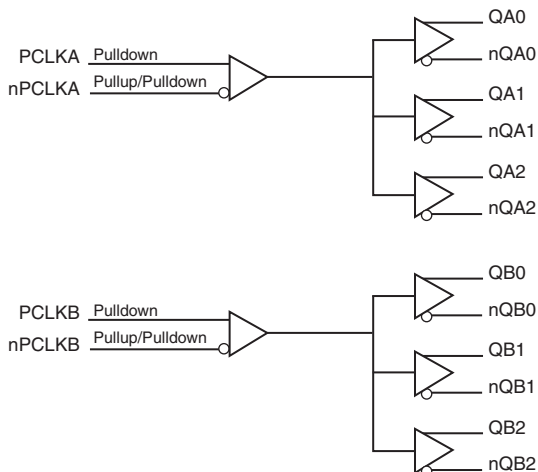 PCLKA Pulldown
nPCLKA Pullup/Pulldown
QA0
nQA0
QA1
nQA1
QA2
nQA2
PCLKB Pulldown
nPCLKB Pullup/Pulldown
QB0
nQB0
QB1
nQB1
QB2
nQB2